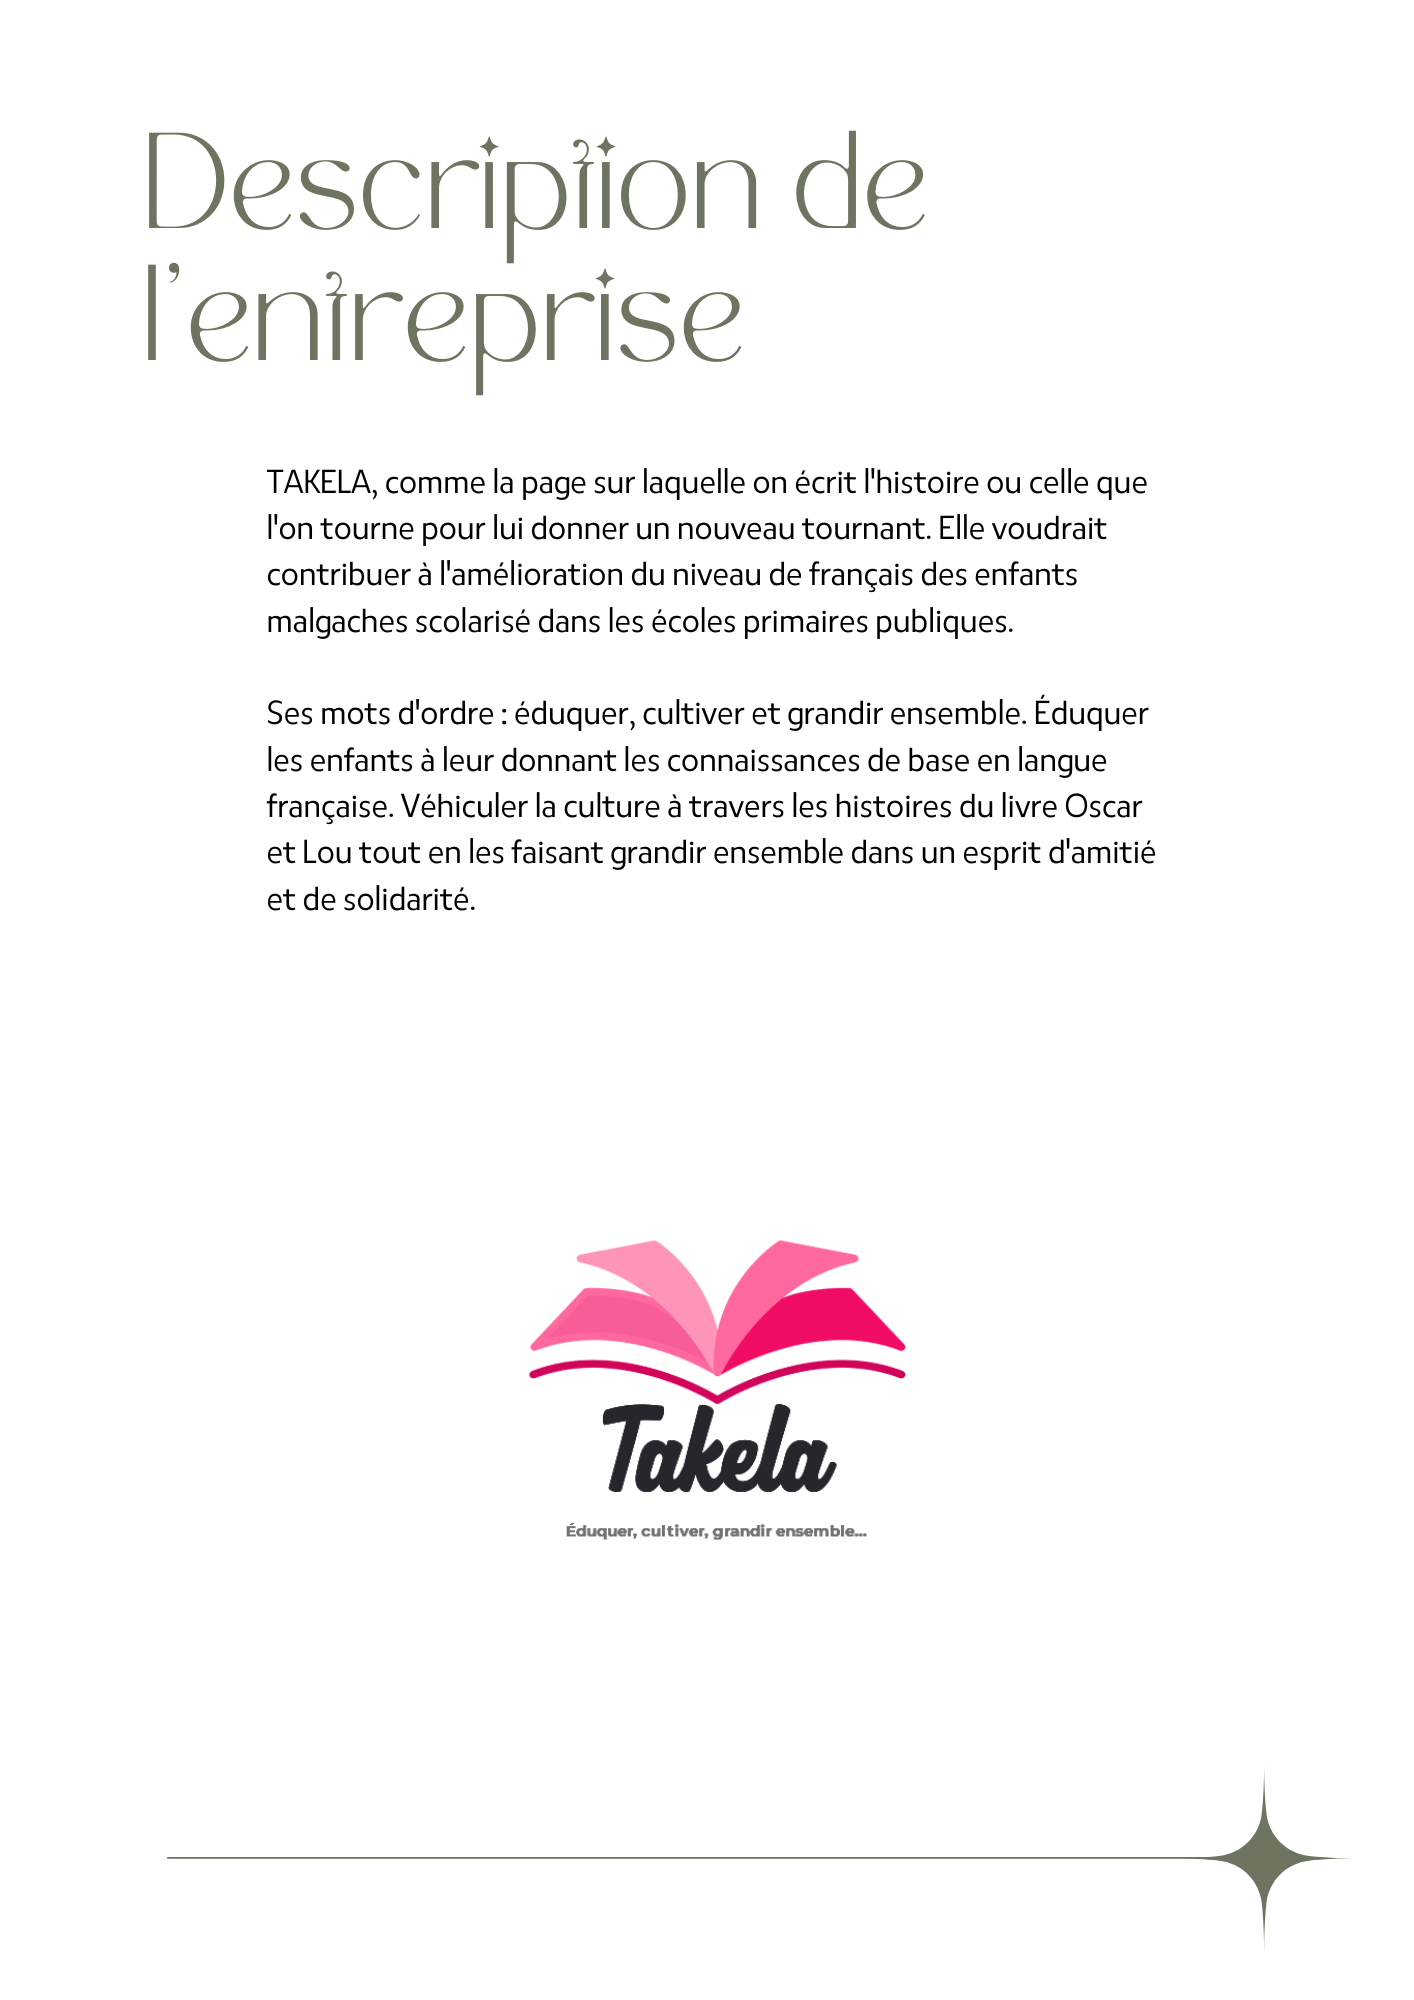 Description de
l’entreprise
TAKELA, comme la page sur laquelle on écrit l'histoire ou celle que
l'on tourne pour lui donner un nouveau tournant. Elle voudrait
contribuer à l'amélioration du niveau de français des enfants
malgaches scolarisé dans les écoles primaires publiques.
Ses mots d'ordre : éduquer, cultiver et grandir ensemble. Éduquer
les enfants à leur donnant les connaissances de base en langue
française. Véhiculer la culture à travers les histoires du livre Oscar
et Lou tout en les faisant grandir ensemble dans un esprit d'amitié
et de solidarité.
Takela
Éduquer, cultiver, grandir ensemble...